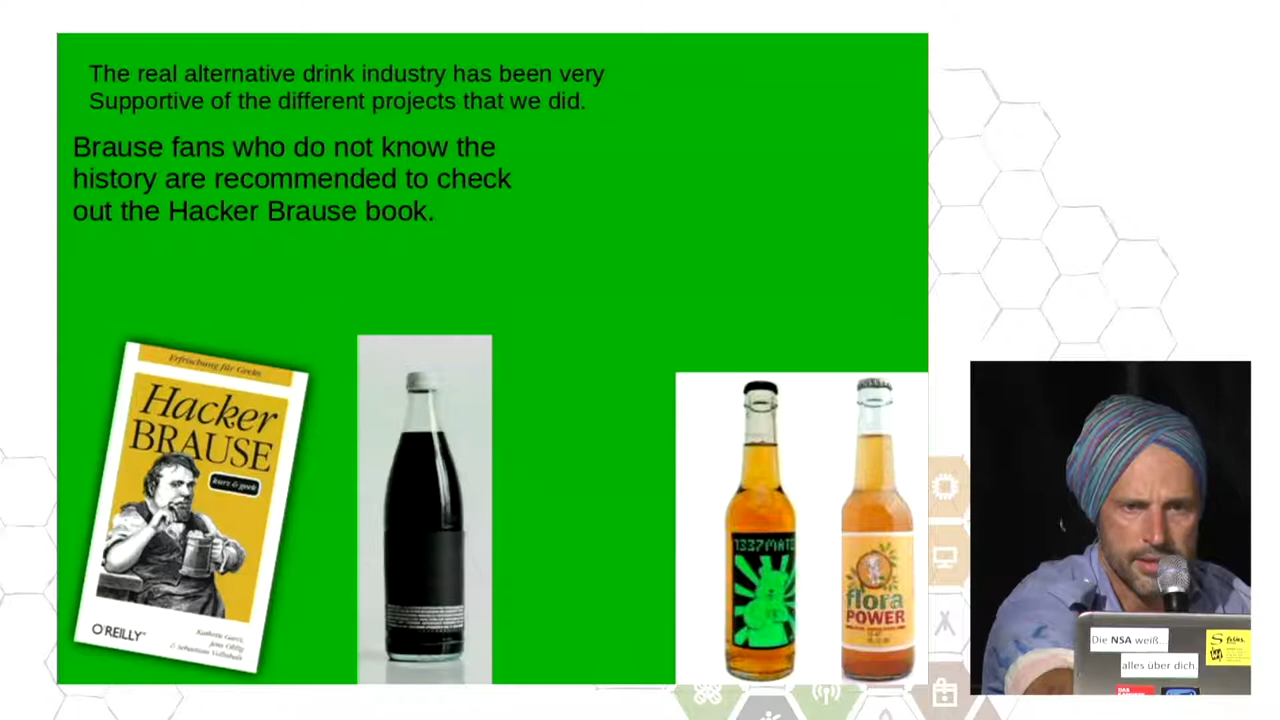 The real alternative drink industry has been very
Supportive of the different projects that we did.
Brause fans who do not know the
history are recommended to check
out the Hacker Brause book.
Erfrischung für Geeks
Hacker
BRAUSE
kurz & geek
O'REILLY
Kathrin Ganz,
Jens Ohlig
& Sebastian Vollnhals
1337MATE
flora
POWER
Die NSA weiß...
alles über dich.